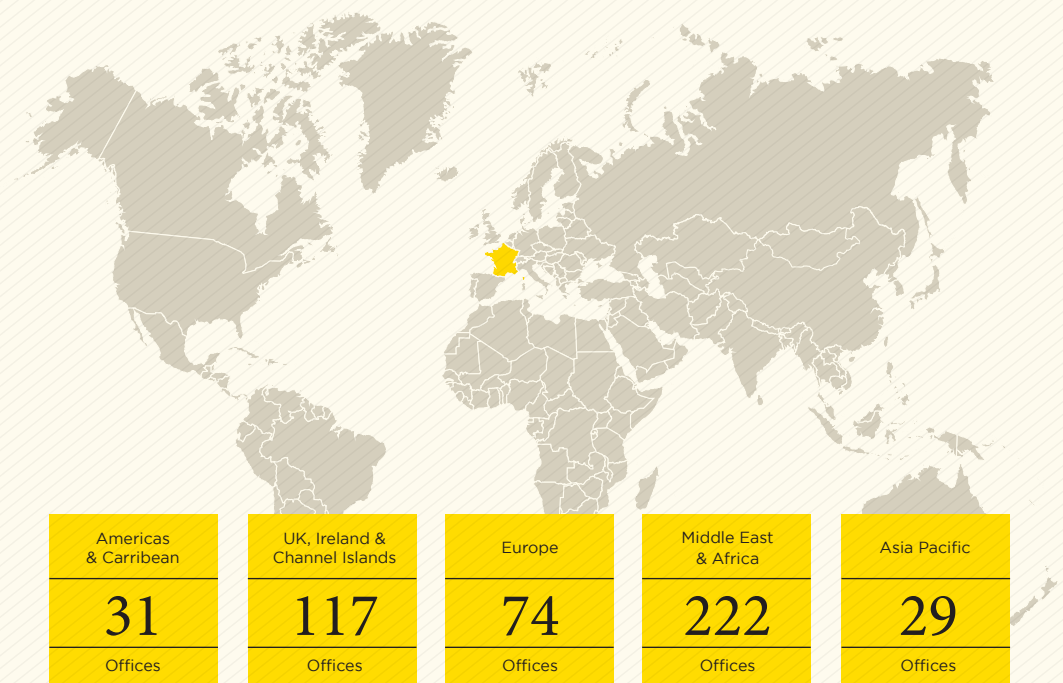 Americas
& Carribean
31
Offices
UK, Ireland &
Channel Islands
117
Offices
Europe
74
Offices
Middle East
& Africa
222
Offices
Asia Pacific
29
Offices